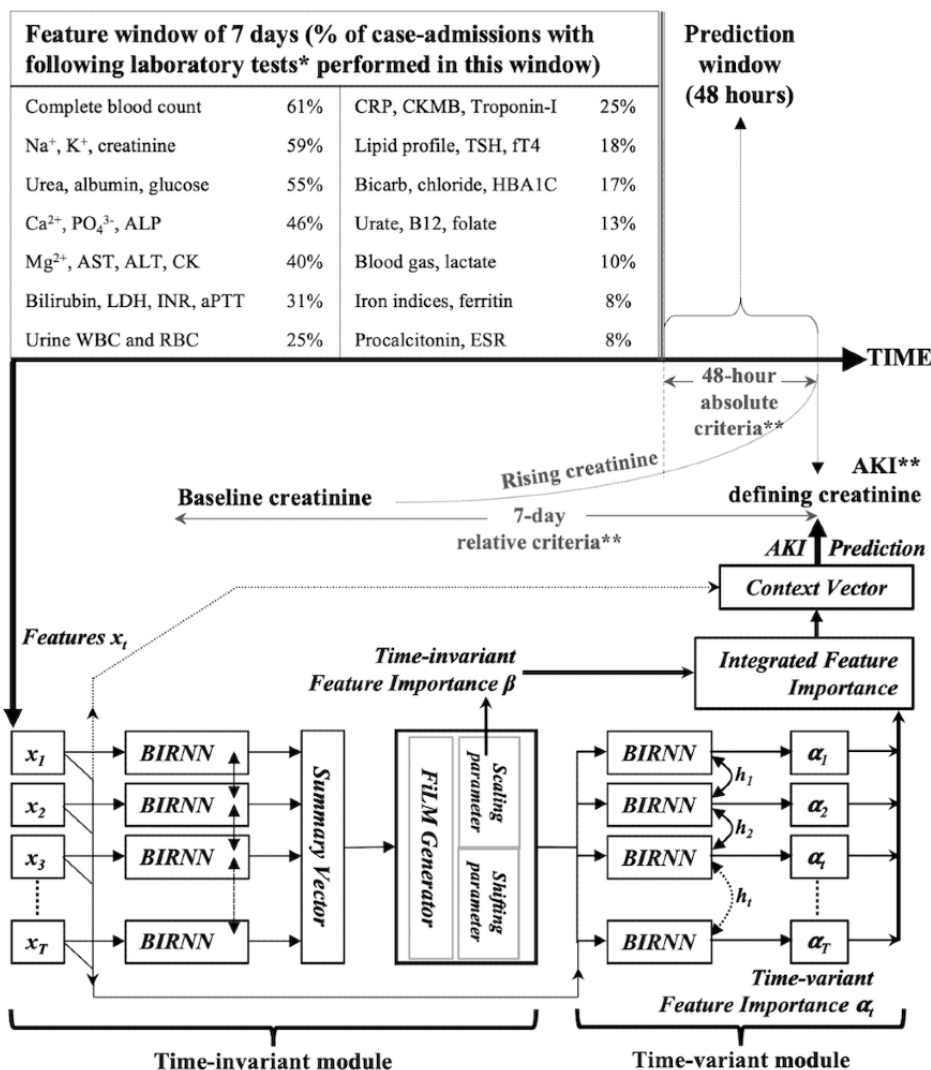 Feature window of 7 days (% of case-admissions with
following laboratory tests* performed in this window)
Complete blood count 61%
Na⁺, K⁺, creatinine 59%
Urea, albumin, glucose 55%
Ca²⁺, PO₄³⁻, ALP 46%
Mg²⁺, AST, ALT, CK 40%
Bilirubin, LDH, INR, aPTT 31%
Urine WBC and RBC 25%
CRP, CKMB, Troponin-I 25%
Lipid profile, TSH, fT4 18%
Bicarb, chloride, HBA1C 17%
Urate, B12, folate 13%
Blood gas, lactate 10%
Iron indices, ferritin 8%
Procalcitonin, ESR 8%
Prediction
window
(48 hours)
TIME
48-hour
absolute
criteria**
Rising creatinine
Baseline creatinine
AKI**
defining creatinine
7-day
relative criteria**
AKI Prediction
Context Vector
Features xₜ
Time-invariant
Feature Importance β
Integrated Feature
Importance
x₁
x₂
x₃
x_T
BIRNN
BIRNN
BIRNN
BIRNN
Summary Vector
FiLM Generator
Scaling
parameter
Shifting
parameter
BIRNN
BIRNN
BIRNN
BIRNN
h₁
h₂
hₜ
α₁
α₂
αₜ
α_T
Time-variant
Feature Importance αₜ
Time-invariant module
Time-variant module